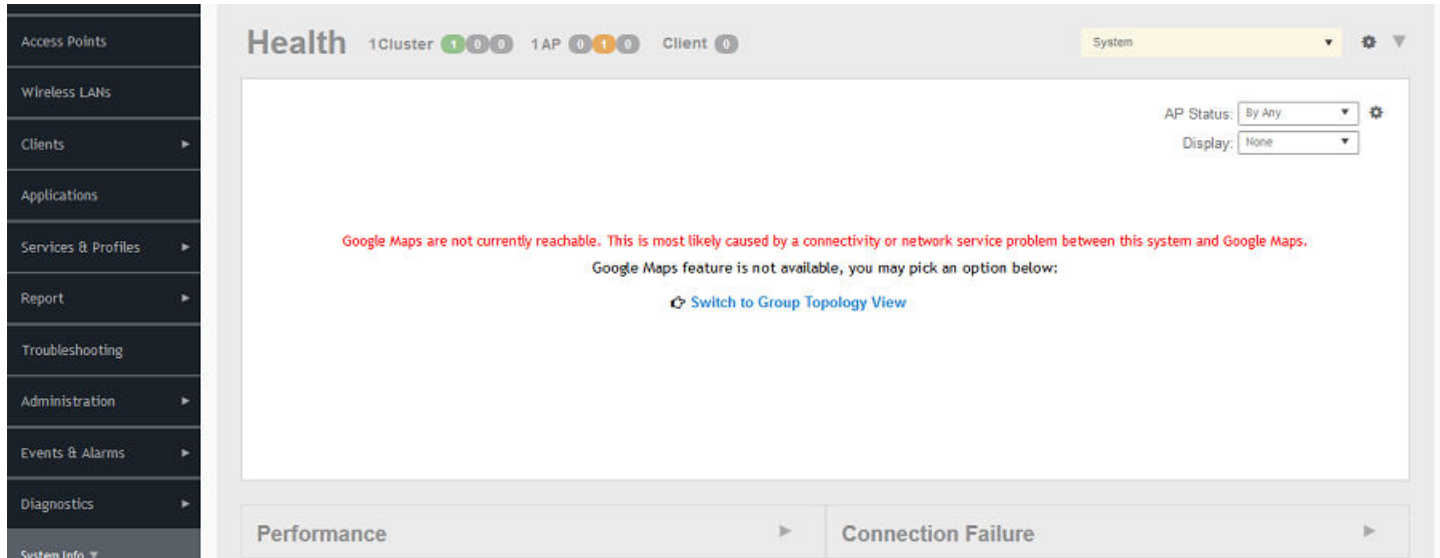 Access Points
Wireless LANs
Clients
Applications
Services & Profiles
Report
Troubleshooting
Administration
Events & Alarms
Diagnostics
System Info
Health 1Cluster 1 0 0 1AP 0 1 0 Client 0
System
AP Status: By Any
Display: None
Google Maps are not currently reachable. This is most likely caused by a connectivity or network service problem between this system and Google Maps.
Google Maps feature is not available, you may pick an option below:
Switch to Group Topology View
Performance
Connection Failure